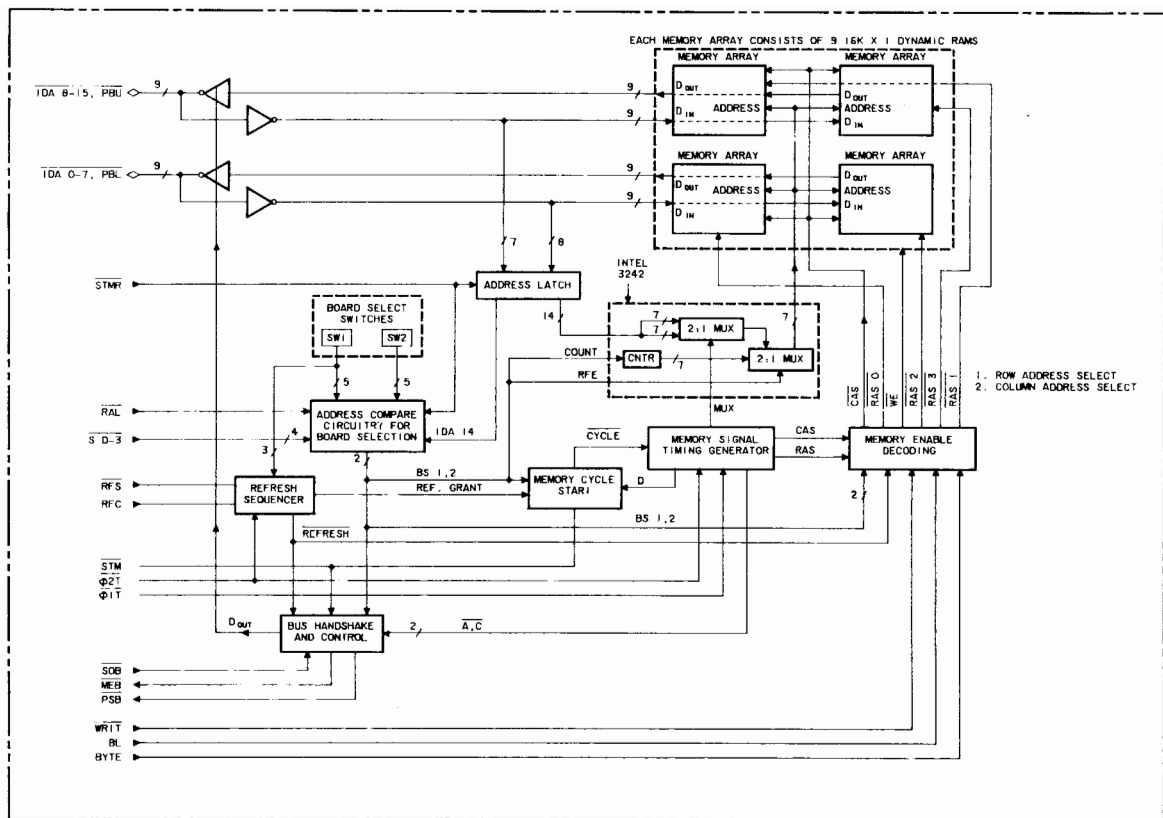 EACH MEMORY ARRAY CONSISTS OF 9 16K X 1 DYNAMIC RAMS
MEMORY ARRAY
MEMORY ARRAY
IDA 8-15, PBU
9
9
D OUT
ADDRESS
D IN
D OUT
ADDRESS
D IN
9
IDA 0-7, PBL
9
9
MEMORY ARRAY
MEMORY ARRAY
D OUT
ADDRESS
D IN
D OUT
ADDRESS
D IN
9
7
8
STMR
ADDRESS LATCH
INTEL
3242
14
BOARD SELECT
SWITCHES
SW1
SW2
7
7
2:1 MUX
7
COUNT
CNTR
7
2:1 MUX
RFE
5
5
MUX
RAL
S 0-3
4
ADDRESS COMPARE
CIRCUITRY FOR
BOARD SELECTION
IDA 14
3
2
CAS
RAS 0
WE
RAS 2
RAS 3
RAS 1
1. ROW ADDRESS SELECT
2. COLUMN ADDRESS SELECT
CYCLE
MEMORY SIGNAL
TIMING GENERATOR
CAS
RAS
MEMORY ENABLE
DECODING
RFS
RFC
REFRESH
SEQUENCER
BS 1,2
REF. GRANT
MEMORY CYCLE
START
D
BS 1,2
2
REFRESH
STM
Φ2T
Φ1T
D OUT
BUS HANDSHAKE
AND CONTROL
2
A,C
SOB
MEB
PSB
WRIT
BL
BYTE